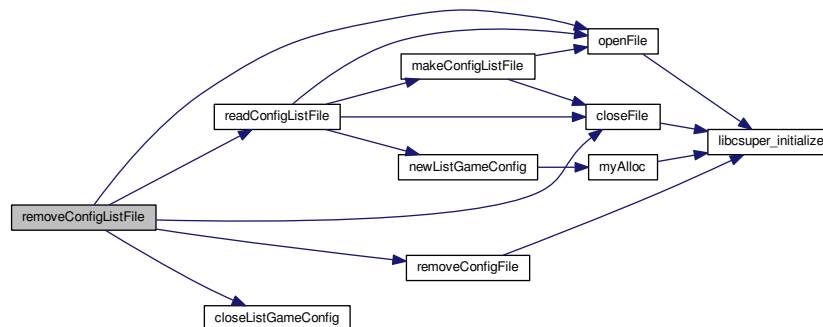 openFile
makeConfigListFile
readConfigListFile
closeFile
libcsuper_initialize
newListGameConfig
myAlloc
removeConfigListFile
removeConfigFile
closeListGameConfig